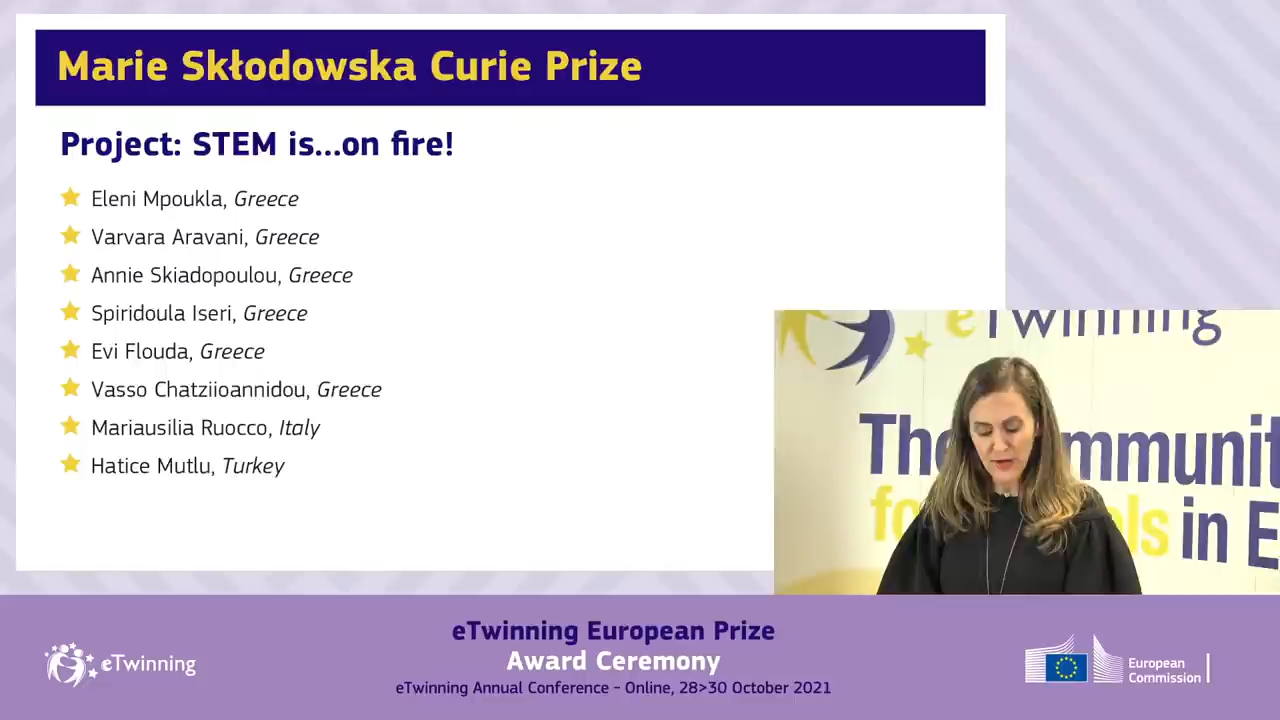 Marie Skłodowska Curie Prize
Project: STEM is...on fire!
Eleni Mpoukla, Greece
Varvara Aravani, Greece
Annie Skiadopoulou, Greece
Spiridoula Iseri, Greece
Evi Flouda, Greece
Vasso Chatziioannidou, Greece
Mariausilia Ruocco, Italy
Hatice Mutlu, Turkey
eTwinning
in E
eTwinning European Prize
Award Ceremony
eTwinning Annual Conference – Online, 28>30 October 2021
eTwinning
European
Commission